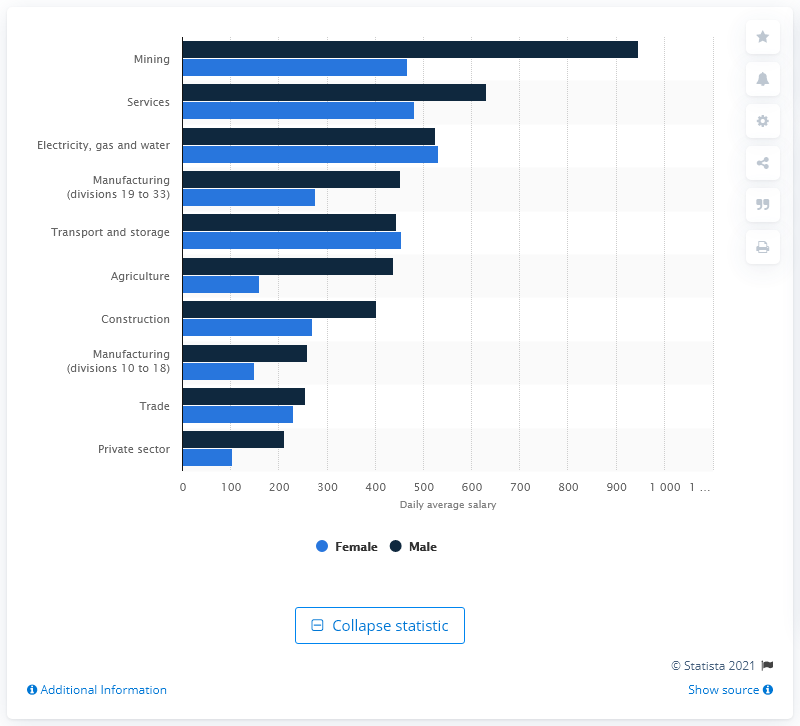 Mining
Services
Electricity, gas and water
Manufacturing
(divisions 19 to 33)
Transport and storage
Agriculture
Construction
Manufacturing
(divisions 10 to 18)
Trade
Private sector
0 100 200 300 400 500 600 700 800 900 1 000 1 ...
Daily average salary
Female Male
Collapse statistic
© Statista 2021
Additional Information Show source